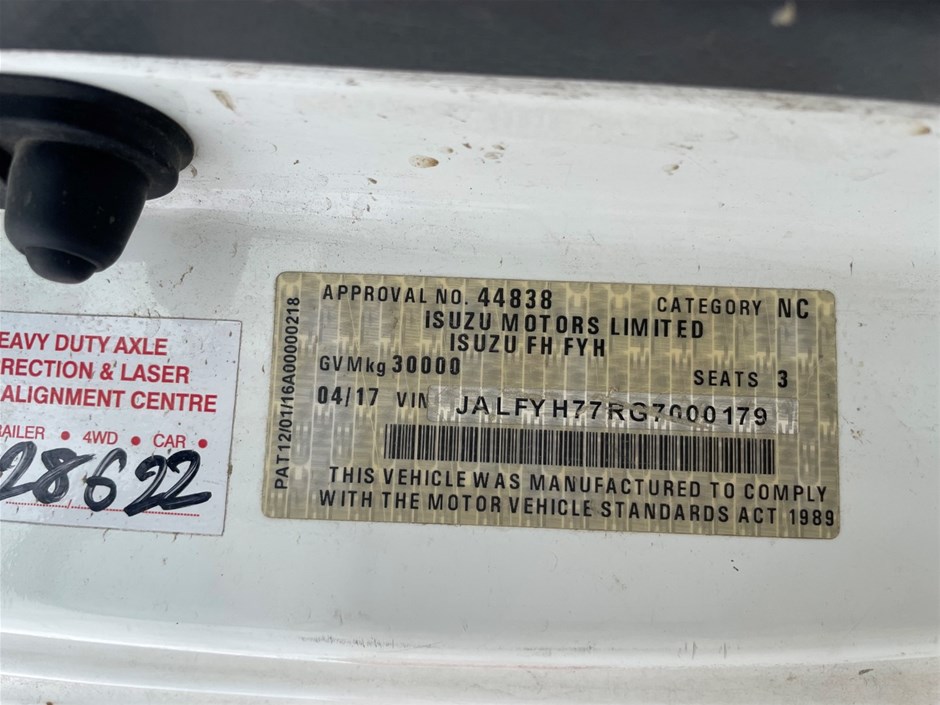 EAVY DUTY AXLE
RECTION & LASER
ALIGNMENT CENTRE
AILER • 4WD • CAR •
28622
PAT12/01/16A00000218
APPROVAL NO. 44838 CATEGORY NC
ISUZU MOTORS LIMITED
ISUZU FH FYH
GVMkg 30000 SEATS 3
04/17 VIN JALFYH77RG7000179
THIS VEHICLE WAS MANUFACTURED TO COMPLY
WITH THE MOTOR VEHICLE STANDARDS ACT 1989